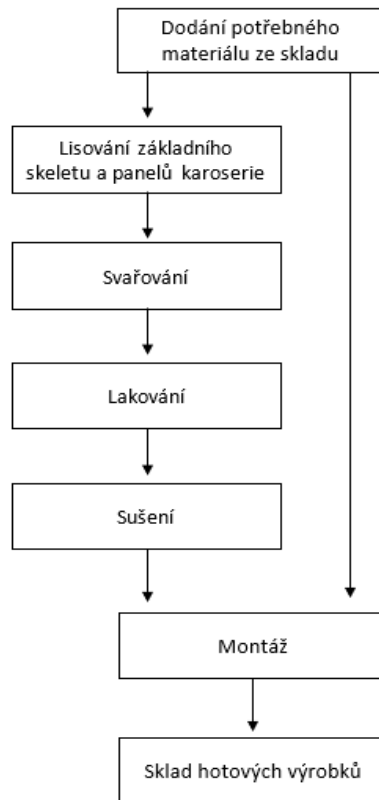 Dodání potřebného
materiálu ze skladu
Lisování základního
skeletu a panelů karoserie
Svařování
Lakování
Sušení
Montáž
Sklad hotových výrobků